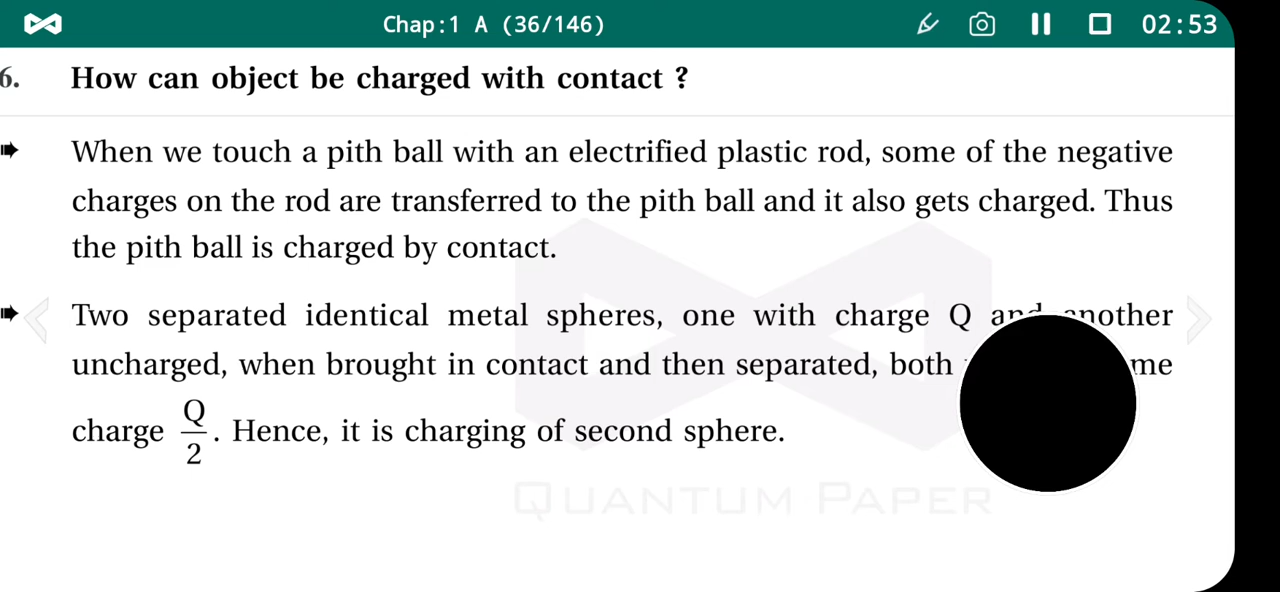 Chap:1 A (36/146)
02:53
6. How can object be charged with contact ?
When we touch a pith ball with an electrified plastic rod, some of the negative
charges on the rod are transferred to the pith ball and it also gets charged. Thus
the pith ball is charged by contact.
Two separated identical metal spheres, one with charge Q and another
uncharged, when brought in contact and then separated, both
charge Q/2. Hence, it is charging of second sphere.
QUANTUM PAPER